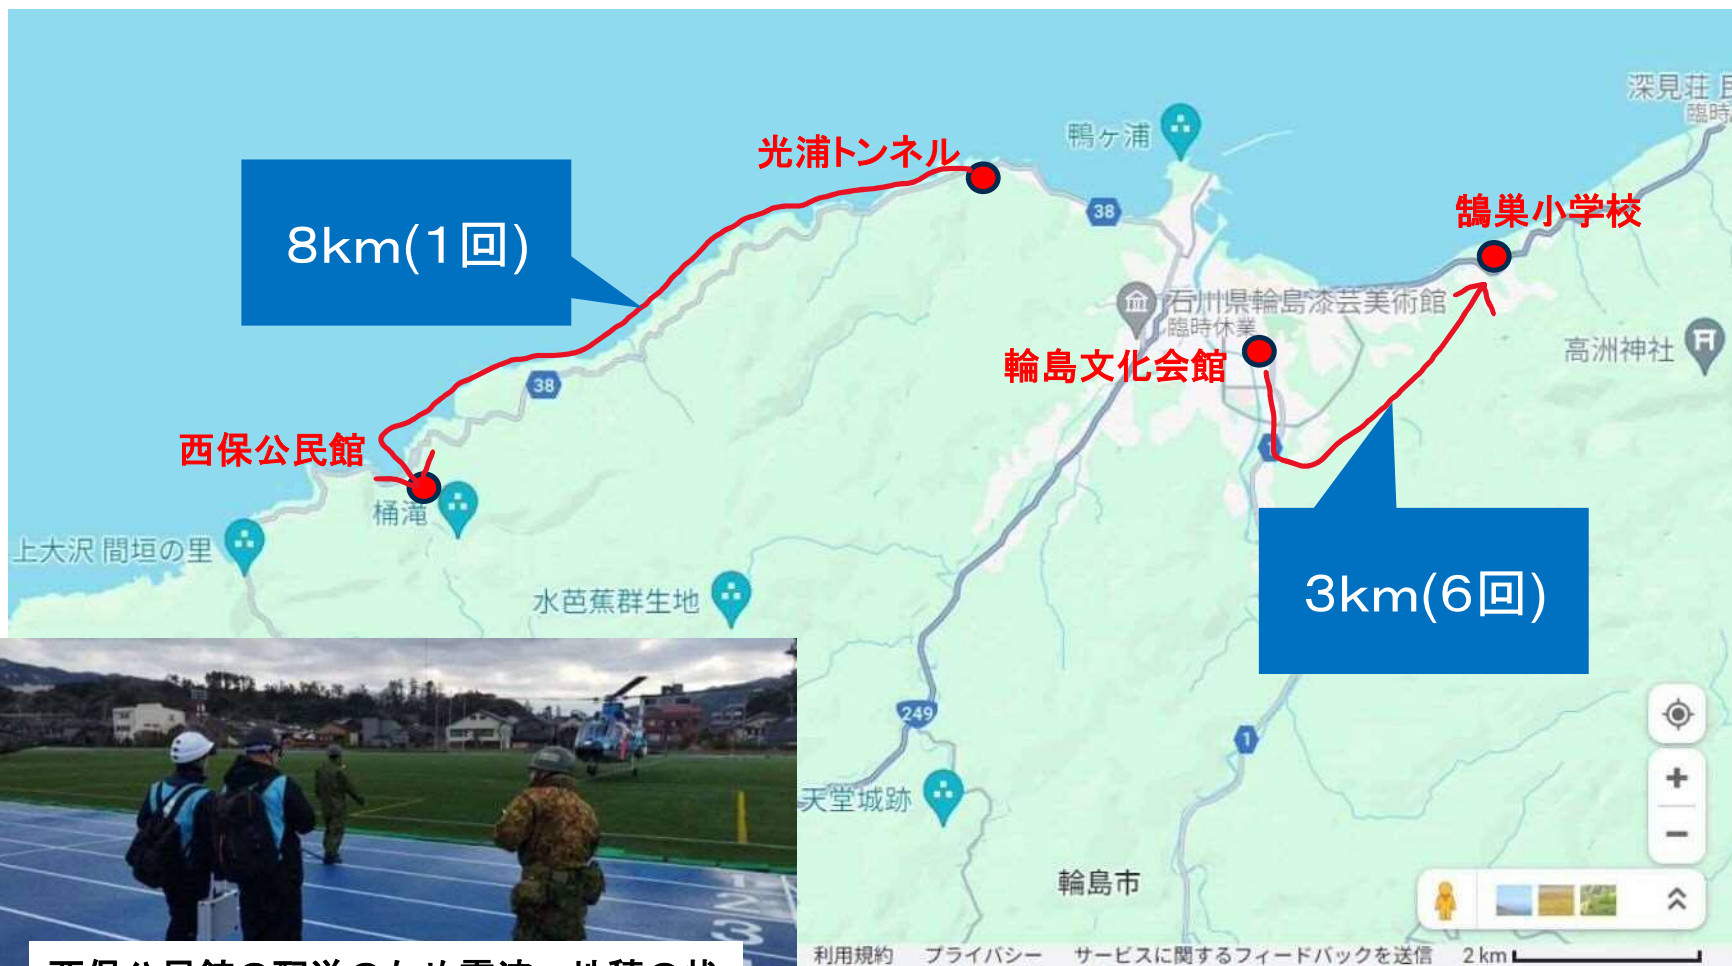 深見荘
臨時
鴨ヶ浦
光浦トンネル
38
鵠巣小学校
8km(1回)
石川県輪島漆芸美術館
臨時休業
高洲神社
輪島文化会館
38
西保公民館
1
桶滝
上大沢 間垣の里
水芭蕉群生地
3km(6回)
249
1
天堂城跡
輪島市
利用規約 プライバシー サービスに関するフィードバックを送信 2 km